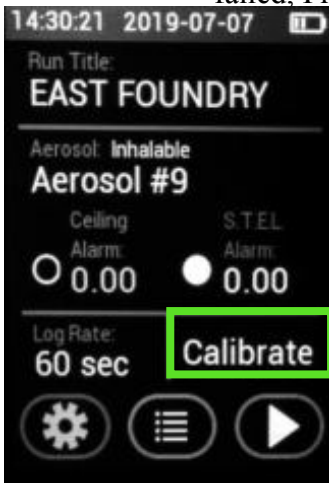 14:30:21 2019-07-07
Run Title:
EAST FOUNDRY
Aerosol: Inhalable
Aerosol #9
Ceiling S.T.E.L
Alarm: Alarm:
0.00 0.00
Log Rate:
60 sec Calibrate